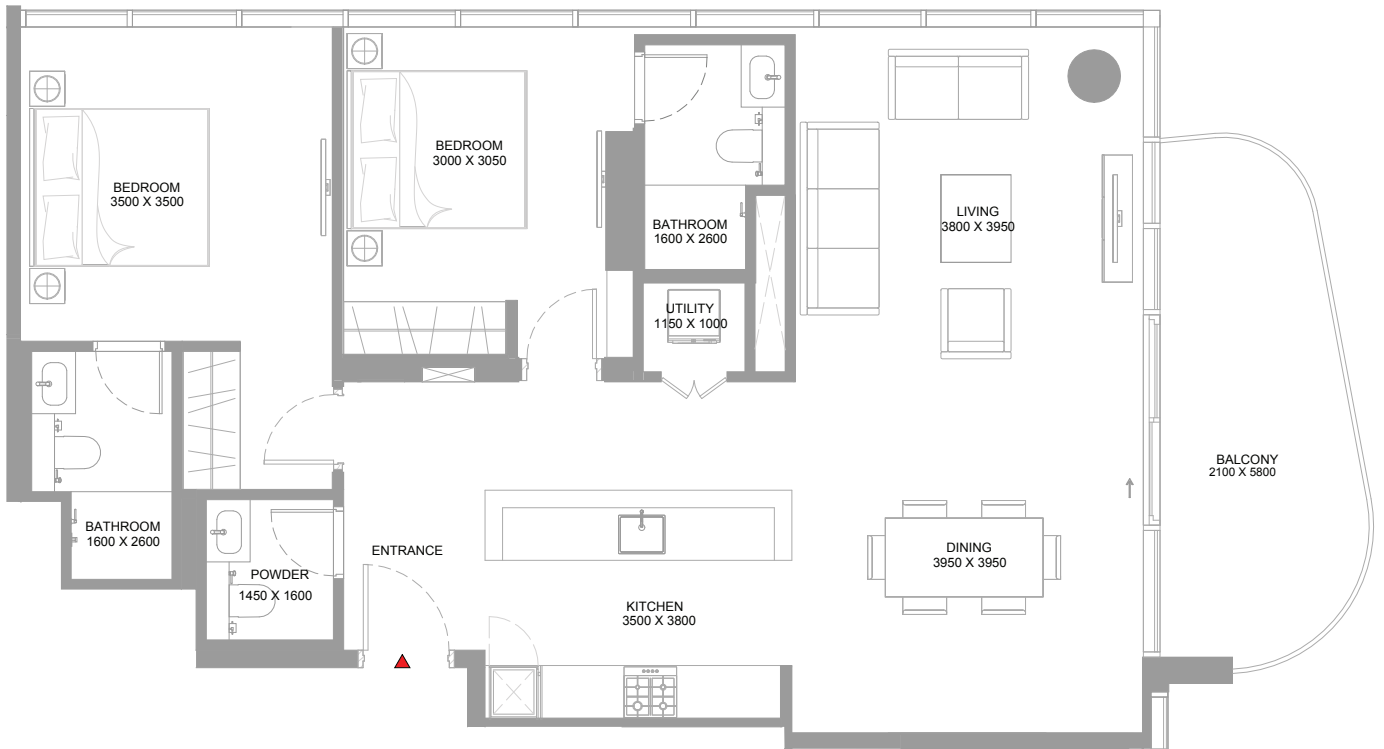 BEDROOM
3500 X 3500
BEDROOM
3000 X 3050
BATHROOM
1600 X 2600
LIVING
3800 X 3950
UTILITY
1150 X 1000
BALCONY
2100 X 5800
BATHROOM
1600 X 2600
POWDER
1450 X 1600
ENTRANCE
KITCHEN
3500 X 3800
DINING
3950 X 3950